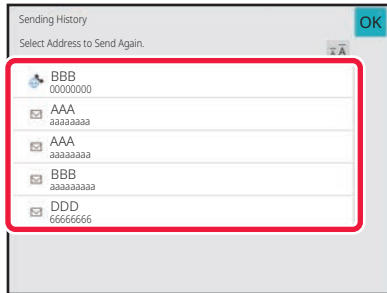 Sending History
OK
Select Address to Send Again.
A A
BBB
00000000
AAA
aaaaaaaa
AAA
aaaaaaaa
BBB
aaaaaaaaa
DDD
66666666